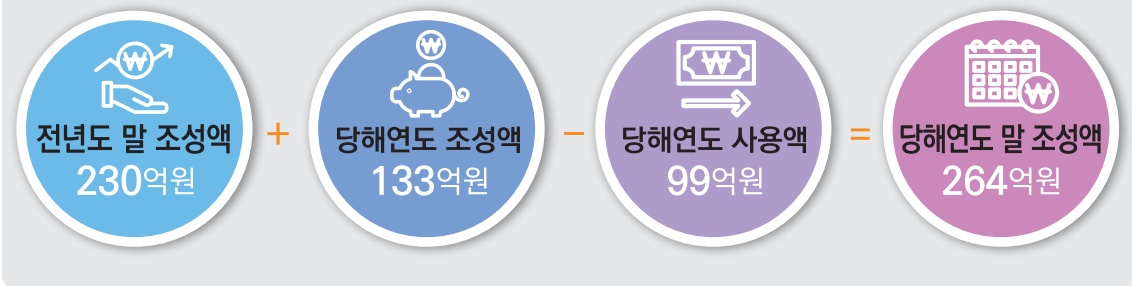 전년도 말 조성액
230억원
+
당해연도 조성액
133억원
−
당해연도 사용액
99억원
=
당해연도 말 조성액
264억원